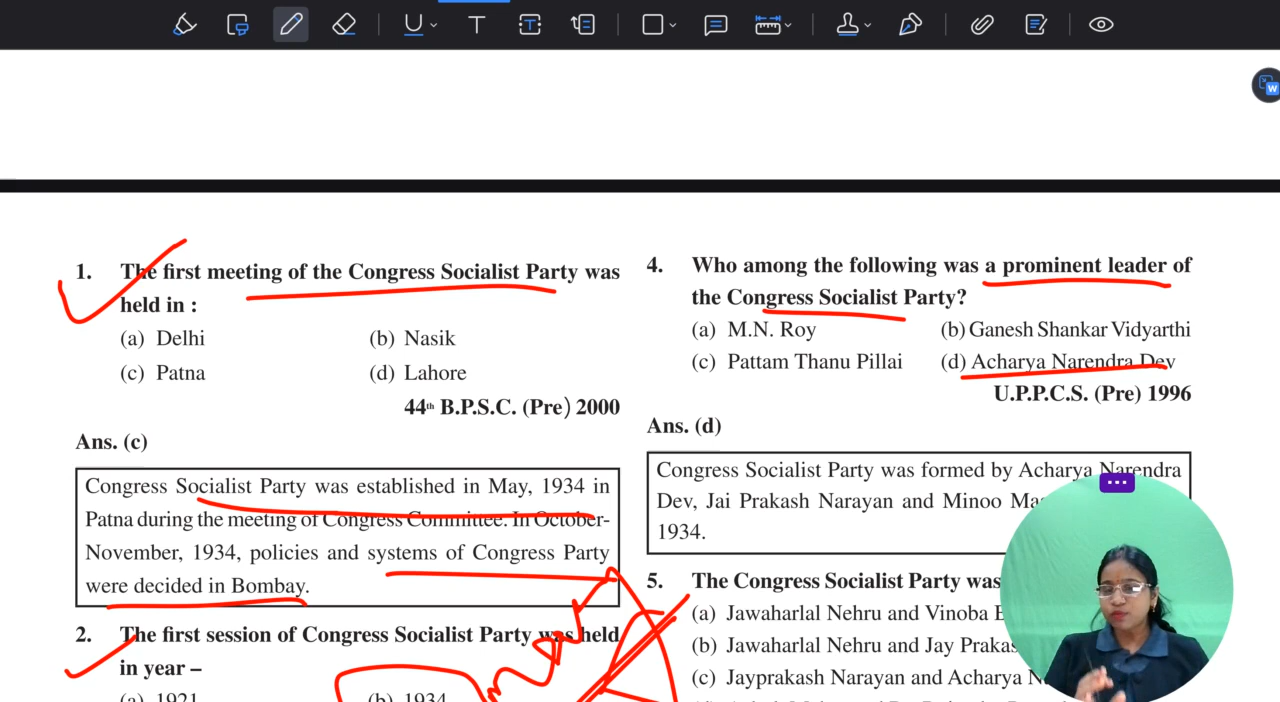 1. The first meeting of the Congress Socialist Party was
held in :
(a) Delhi (b) Nasik
(c) Patna (d) Lahore
44th B.P.S.C. (Pre) 2000
Ans. (c)
Congress Socialist Party was established in May, 1934 in
Patna during the meeting of Congress Committee. In October-
November, 1934, policies and systems of Congress Party
were decided in Bombay.
2. The first session of Congress Socialist Party was held
in year –
(a) 1921 (b) 1934
4. Who among the following was a prominent leader of
the Congress Socialist Party?
(a) M.N. Roy (b) Ganesh Shankar Vidyarthi
(c) Pattam Thanu Pillai (d) Acharya Narendra Dev
U.P.P.C.S. (Pre) 1996
Ans. (d)
Congress Socialist Party was formed by Acharya Narendra
Dev, Jai Prakash Narayan and Minoo
1934.
5. The Congress Socialist Party was
(a) Jawaharlal Nehru and Vinoba
(b) Jawaharlal Nehru and Jay
(c) Jayprakash Narayan and Acharya